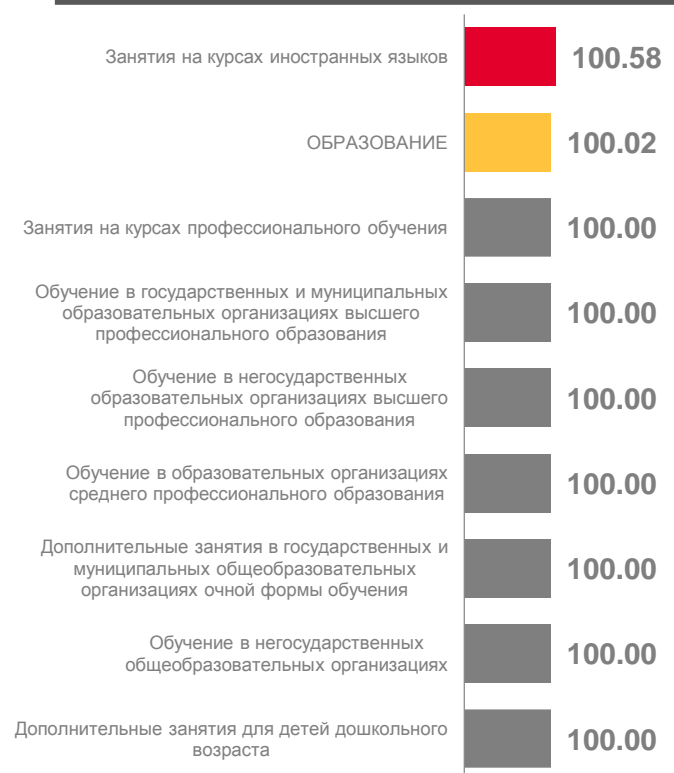 Занятия на курсах иностранных языков 100.58
ОБРАЗОВАНИЕ 100.02
Занятия на курсах профессионального обучения 100.00
Обучение в государственных и муниципальных
образовательных организациях высшего
профессионального образования
100.00
Обучение в негосударственных
образовательных организациях высшего
профессионального образования
100.00
Обучение в образовательных организациях
среднего профессионального образования
100.00
Дополнительные занятия в государственных и
муниципальных общеобразовательных
организациях очной формы обучения
100.00
Обучение в негосударственных
общеобразовательных организациях
100.00
Дополнительные занятия для детей дошкольного
возраста
100.00